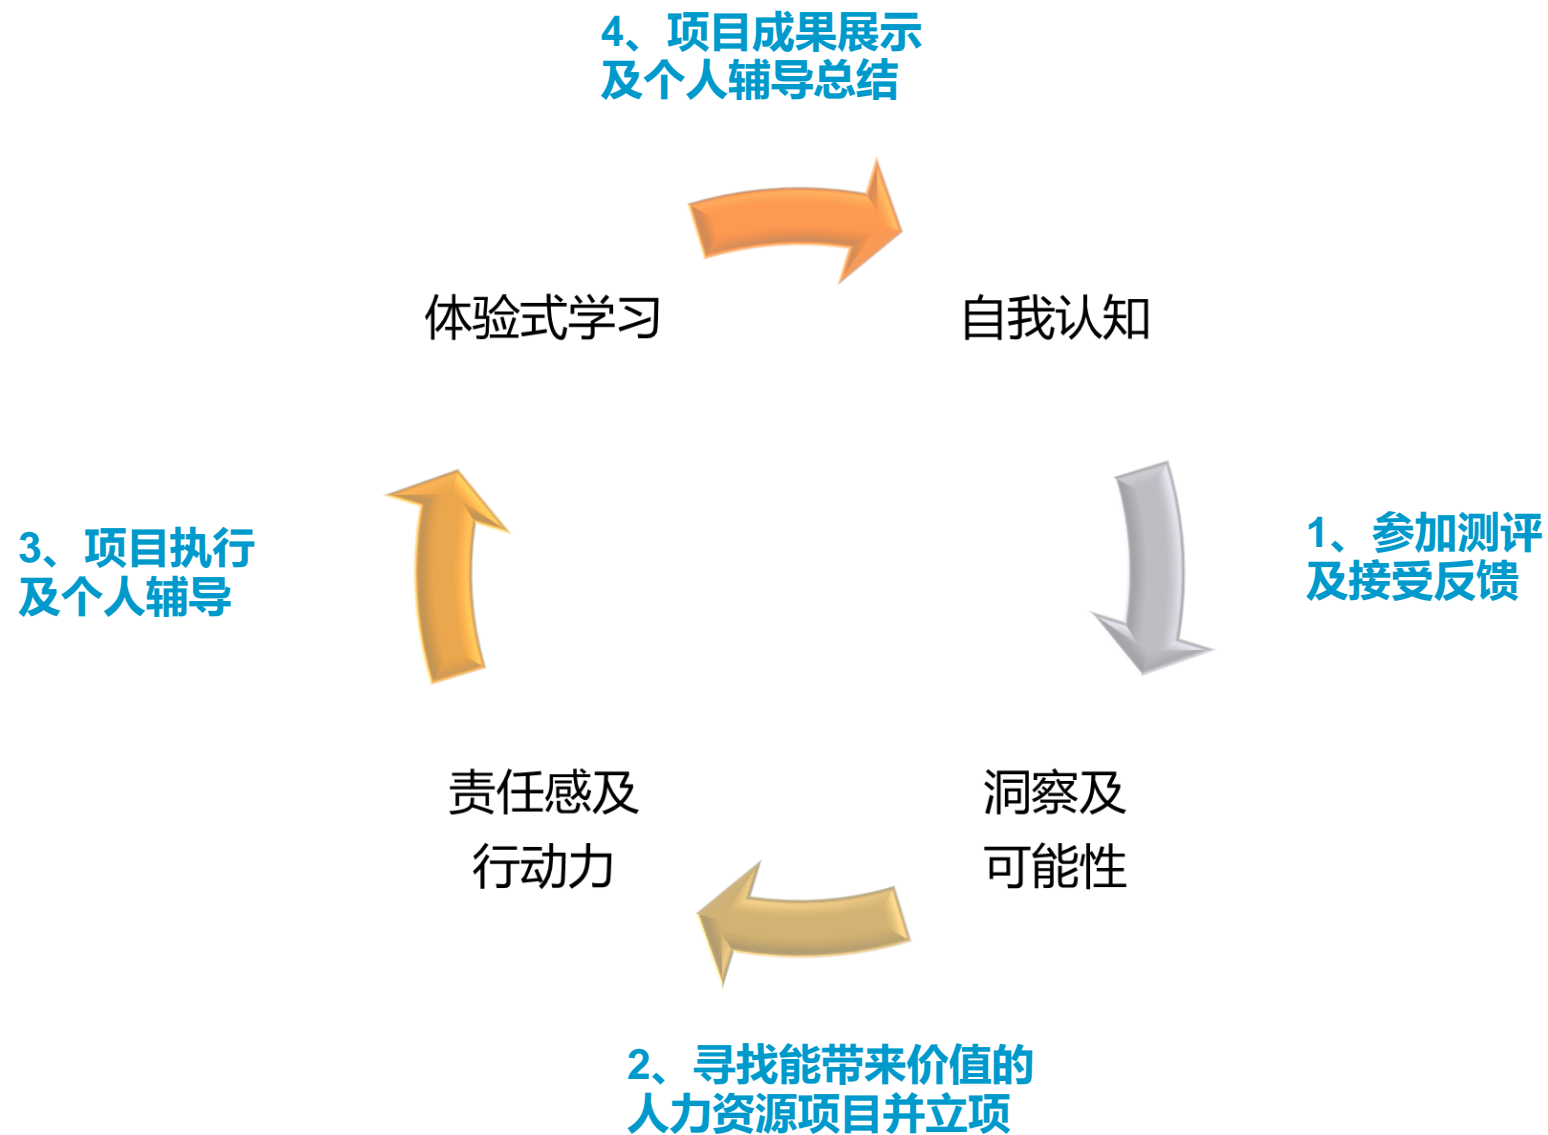 4、项目成果展示
及个人辅导总结
体验式学习
自我认知
3、项目执行
及个人辅导
1、参加测评
及接受反馈
责任感及
行动力
洞察及
可能性
2、寻找能带来价值的
人力资源项目并立项